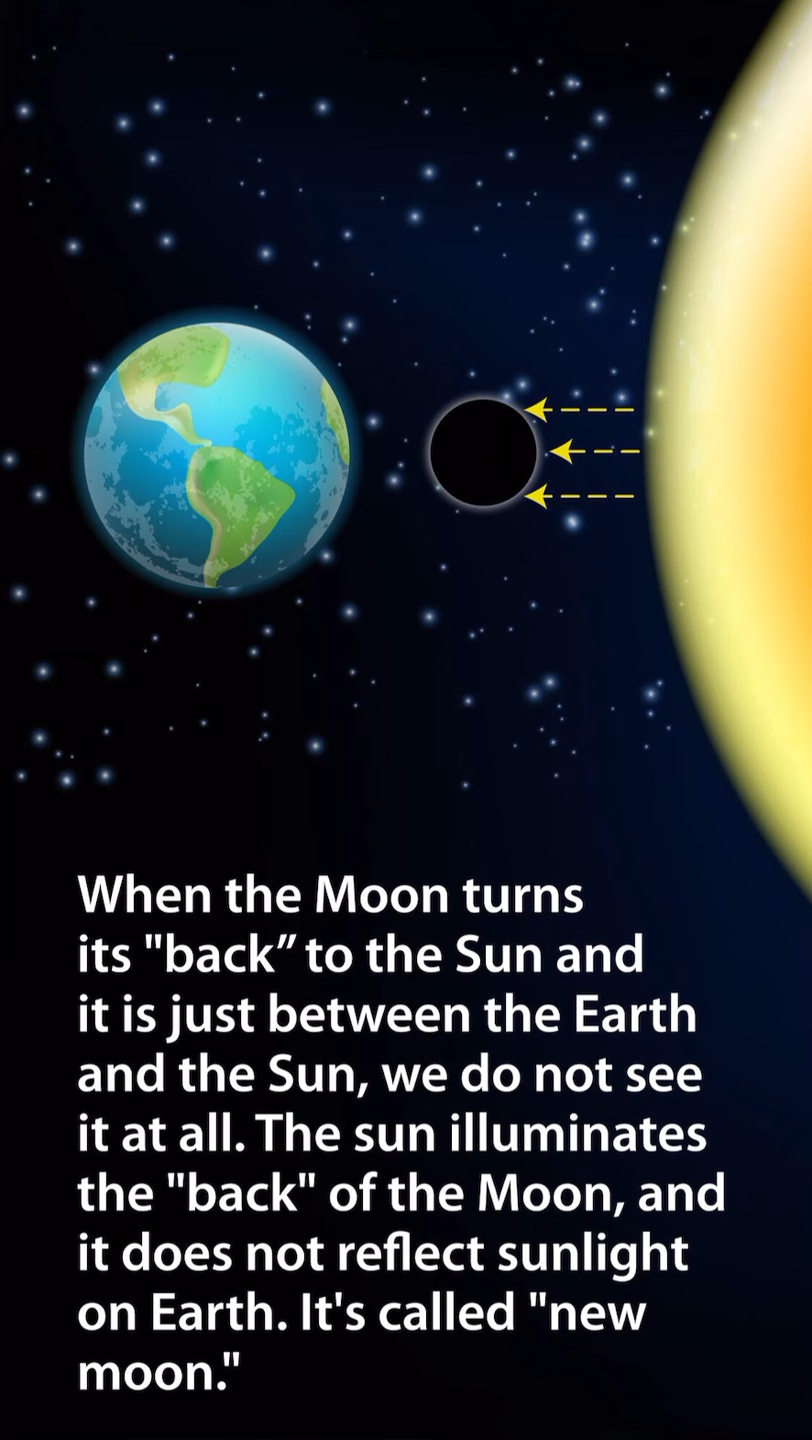 When the Moon turns
its "back” to the Sun and
it is just between the Earth
and the Sun, we do not see
it at all. The sun illuminates
the "back" of the Moon, and
it does not reflect sunlight
on Earth. It's called "new
moon."